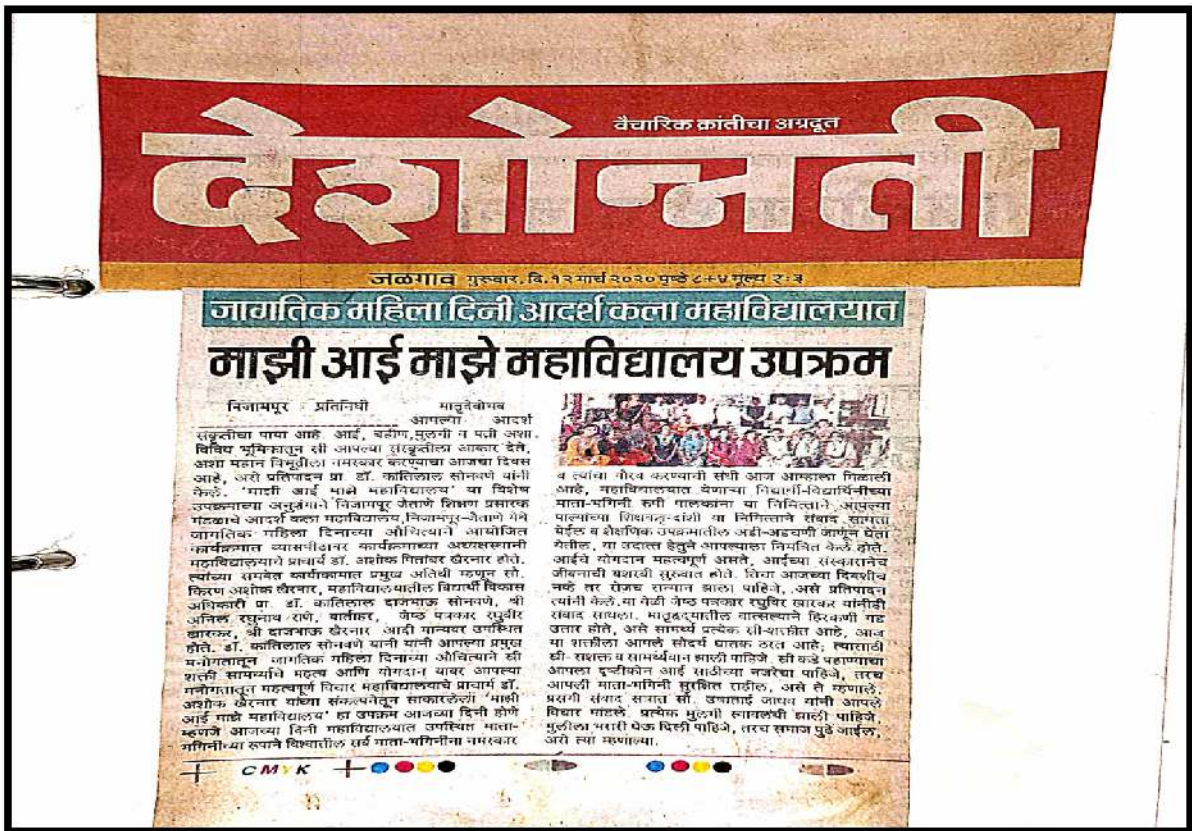 वैचारिक क्रांतीचा अग्रदूत
देशोन्नती
जळगाव गुरुवार, दि. १२ मार्च २०२० पृष्ठे ८+४ मूल्य २:३
जागतिक महिला दिनी आदर्श कला महाविद्यालयात
माझी आई माझे महाविद्यालय उपक्रम
निजामपूर प्रतिनिधी
आपल्या आदर्श
संस्कृतीचा पाया आहे. आई, बहीण, मुलगी व पत्नी अशा
विविध भूमिकातून स्त्री आपल्या संस्कृतीला आकार देते,
अशा महान विभूतीला नमस्कार करण्याचा आजचा दिवस
आहे, असे प्रतिपादन प्रा. डॉ. कांतिलाल सोनवणे यांनी
केले. 'माझी आई माझे महाविद्यालय' या विशेष
उपक्रमाच्या अनुषंगाने निजामपूर जैताणे शिक्षण प्रसारक
मंडळाचे आदर्श कला महाविद्यालय, निजामपूर-जैताणे येथे
जागतिक महिला दिनाच्या औचित्याने आयोजित
कार्यक्रमात व्यासपीठावर कार्यक्रमाच्या अध्यक्षस्थानी
महाविद्यालयाचे प्राचार्य डॉ. अशोक पितांबर खैरनार होते.
त्यांच्या समवेत कार्यक्रमात प्रमुख अतिथी म्हणून सौ.
किरण अशोक खैरनार, महाविद्यालयातील विद्यार्थी विकास
अधिकारी प्रा. डॉ. कांतिलाल दाजभाऊ सोनवणे, श्री
अनिल रघुनाथ राणे, वार्ताहर, जेष्ठ पत्रकार रघुवीर
खारकर, श्री दाजभाऊ खैरनार आदी मान्यवर उपस्थित
होते. डॉ. कांतिलाल सोनवणे यांनी यांनी आपल्या प्रमुख
मनोगतातून जागतिक महिला दिनाच्या औचित्याने स्त्री
शक्ती सामर्थ्याचे महत्व आणि योगदान यावर आपल्या
मनोगतातून महत्वपूर्ण विचार महाविद्यालयाचे प्राचार्य डॉ.
अशोक खैरनार यांच्या संकल्पनेतून साकारलेला 'माझी
आई माझे महाविद्यालय' हा उपक्रम आजच्या दिनी होणे
म्हणजे आजच्या दिनी महाविद्यालयात उपस्थित माता-
भगिनींच्या रुपाने विश्वातील सर्व माता-भगिनींना नमस्कार
व त्यांचा गौरव करण्याची संधी आज आम्हाला मिळाली
आहे, महाविद्यालयात येणाऱ्या विद्यार्थी-विद्यार्थिनींच्या
माता-भगिनी रुपी पालकांना या निमित्ताने आपल्या
पाल्यांच्या या निमित्ताने संवाद साधता
येईल व शैक्षणिक उपक्रमातील अडी-अडचणी जाणून घेता
येतील, या उदात्त हेतुने आपल्याला निमंत्रित केले होते.
आईचे योगदान महत्वपूर्ण असते, आईच्या संस्कारानेच
जीवनाची यशस्वी सुरुवात होते. तिचा आजच्या दिवशीच
नव्हे तर रोजच सन्मान झाला पाहिजे, असे प्रतिपादन
त्यांनी केले. या वेळी जेष्ठ पत्रकार रघुविर खारकर यांनीही
संवाद साधला. वात्सल्याने हिरकणी गड
उतार होते, असे सामर्थ्य प्रत्येक स्त्री-शक्तीत आहे, आज
या शक्तीला आपले सौंदर्य घातक ठरत आहे; त्यासाठी
स्त्री- सशक्त व सामर्थ्यवान झाली पाहिजे. स्त्री कडे पहाण्याचा
आपला दृष्टीकोन आई साठीच्या नजरेचा पाहिजे, तरच
आपली माता-भगिनी सुरक्षित राहील, असे ते म्हणाले.
प्रसंगी संवाद साधत सौ. उषाताई जाधव यांनी आपले
विचार मांडले. प्रत्येक मुलगी स्वावलंबी झाली पाहिजे,
मुलीला भरारी घेऊ दिली पाहिजे, तरच समाज पुढे जाईल,
असे त्या म्हणाल्या.
CMYK